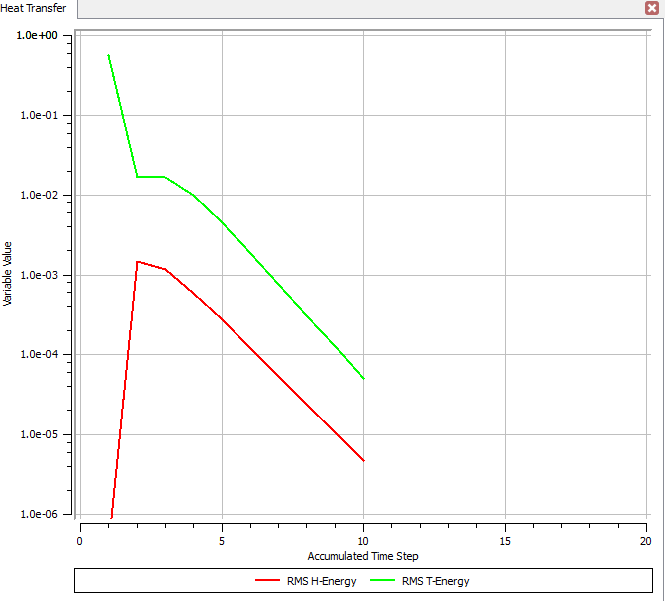 Heat Transfer
1.0e+00
1.0e-01
1.0e-02
1.0e-03
1.0e-04
1.0e-05
1.0e-06
Variable Value
0 5 10 15 20
Accumulated Time Step
RMS H-Energy RMS T-Energy